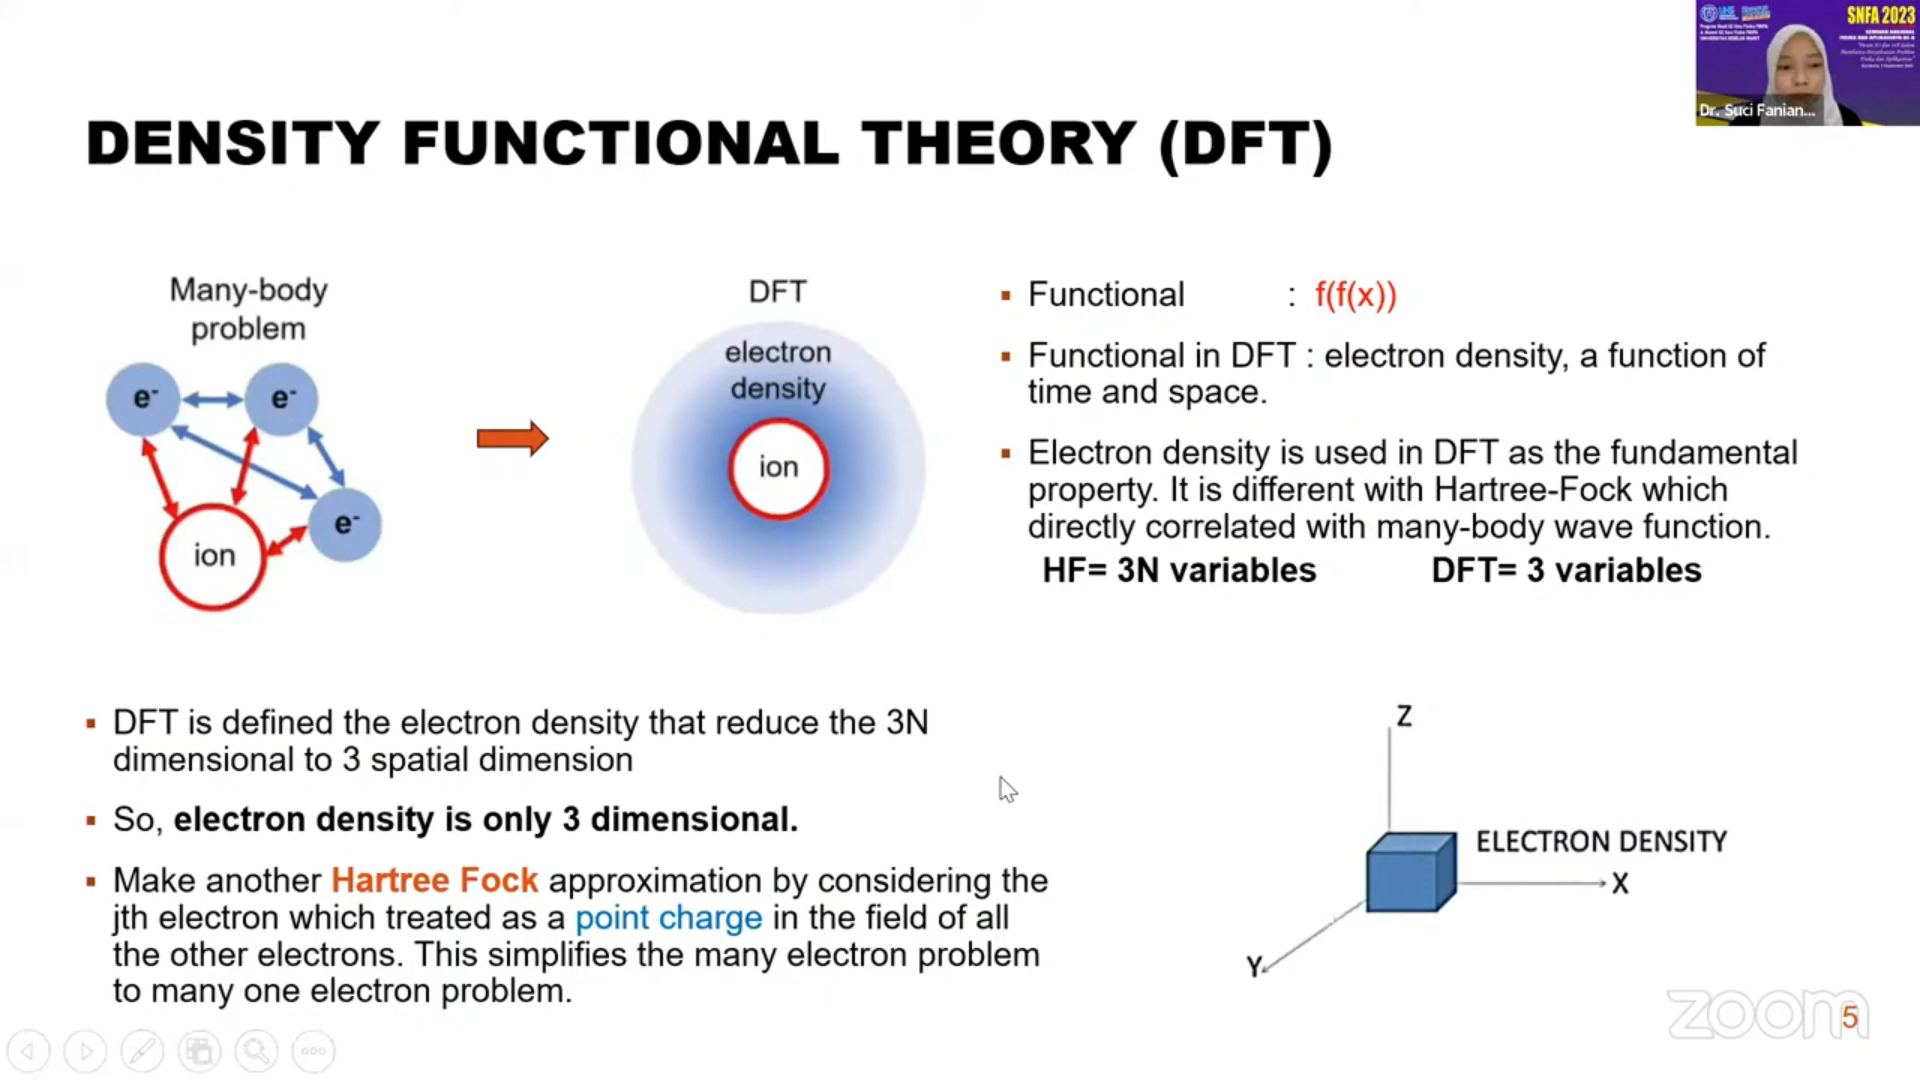 SNFA 2023
Dr. Suci Fanian...
DENSITY FUNCTIONAL THEORY (DFT)
Many-body
problem
e-
e-
e-
ion
DFT
electron
density
ion
▪ Functional : f(f(x))
▪ Functional in DFT : electron density, a function of
time and space.
▪ Electron density is used in DFT as the fundamental
property. It is different with Hartree-Fock which
directly correlated with many-body wave function.
HF= 3N variables DFT= 3 variables
▪ DFT is defined the electron density that reduce the 3N
dimensional to 3 spatial dimension
▪ So, electron density is only 3 dimensional.
▪ Make another Hartree Fock approximation by considering the
jth electron which treated as a point charge in the field of all
the other electrons. This simplifies the many electron problem
to many one electron problem.
Z
ELECTRON DENSITY
X
Y
zoom
5